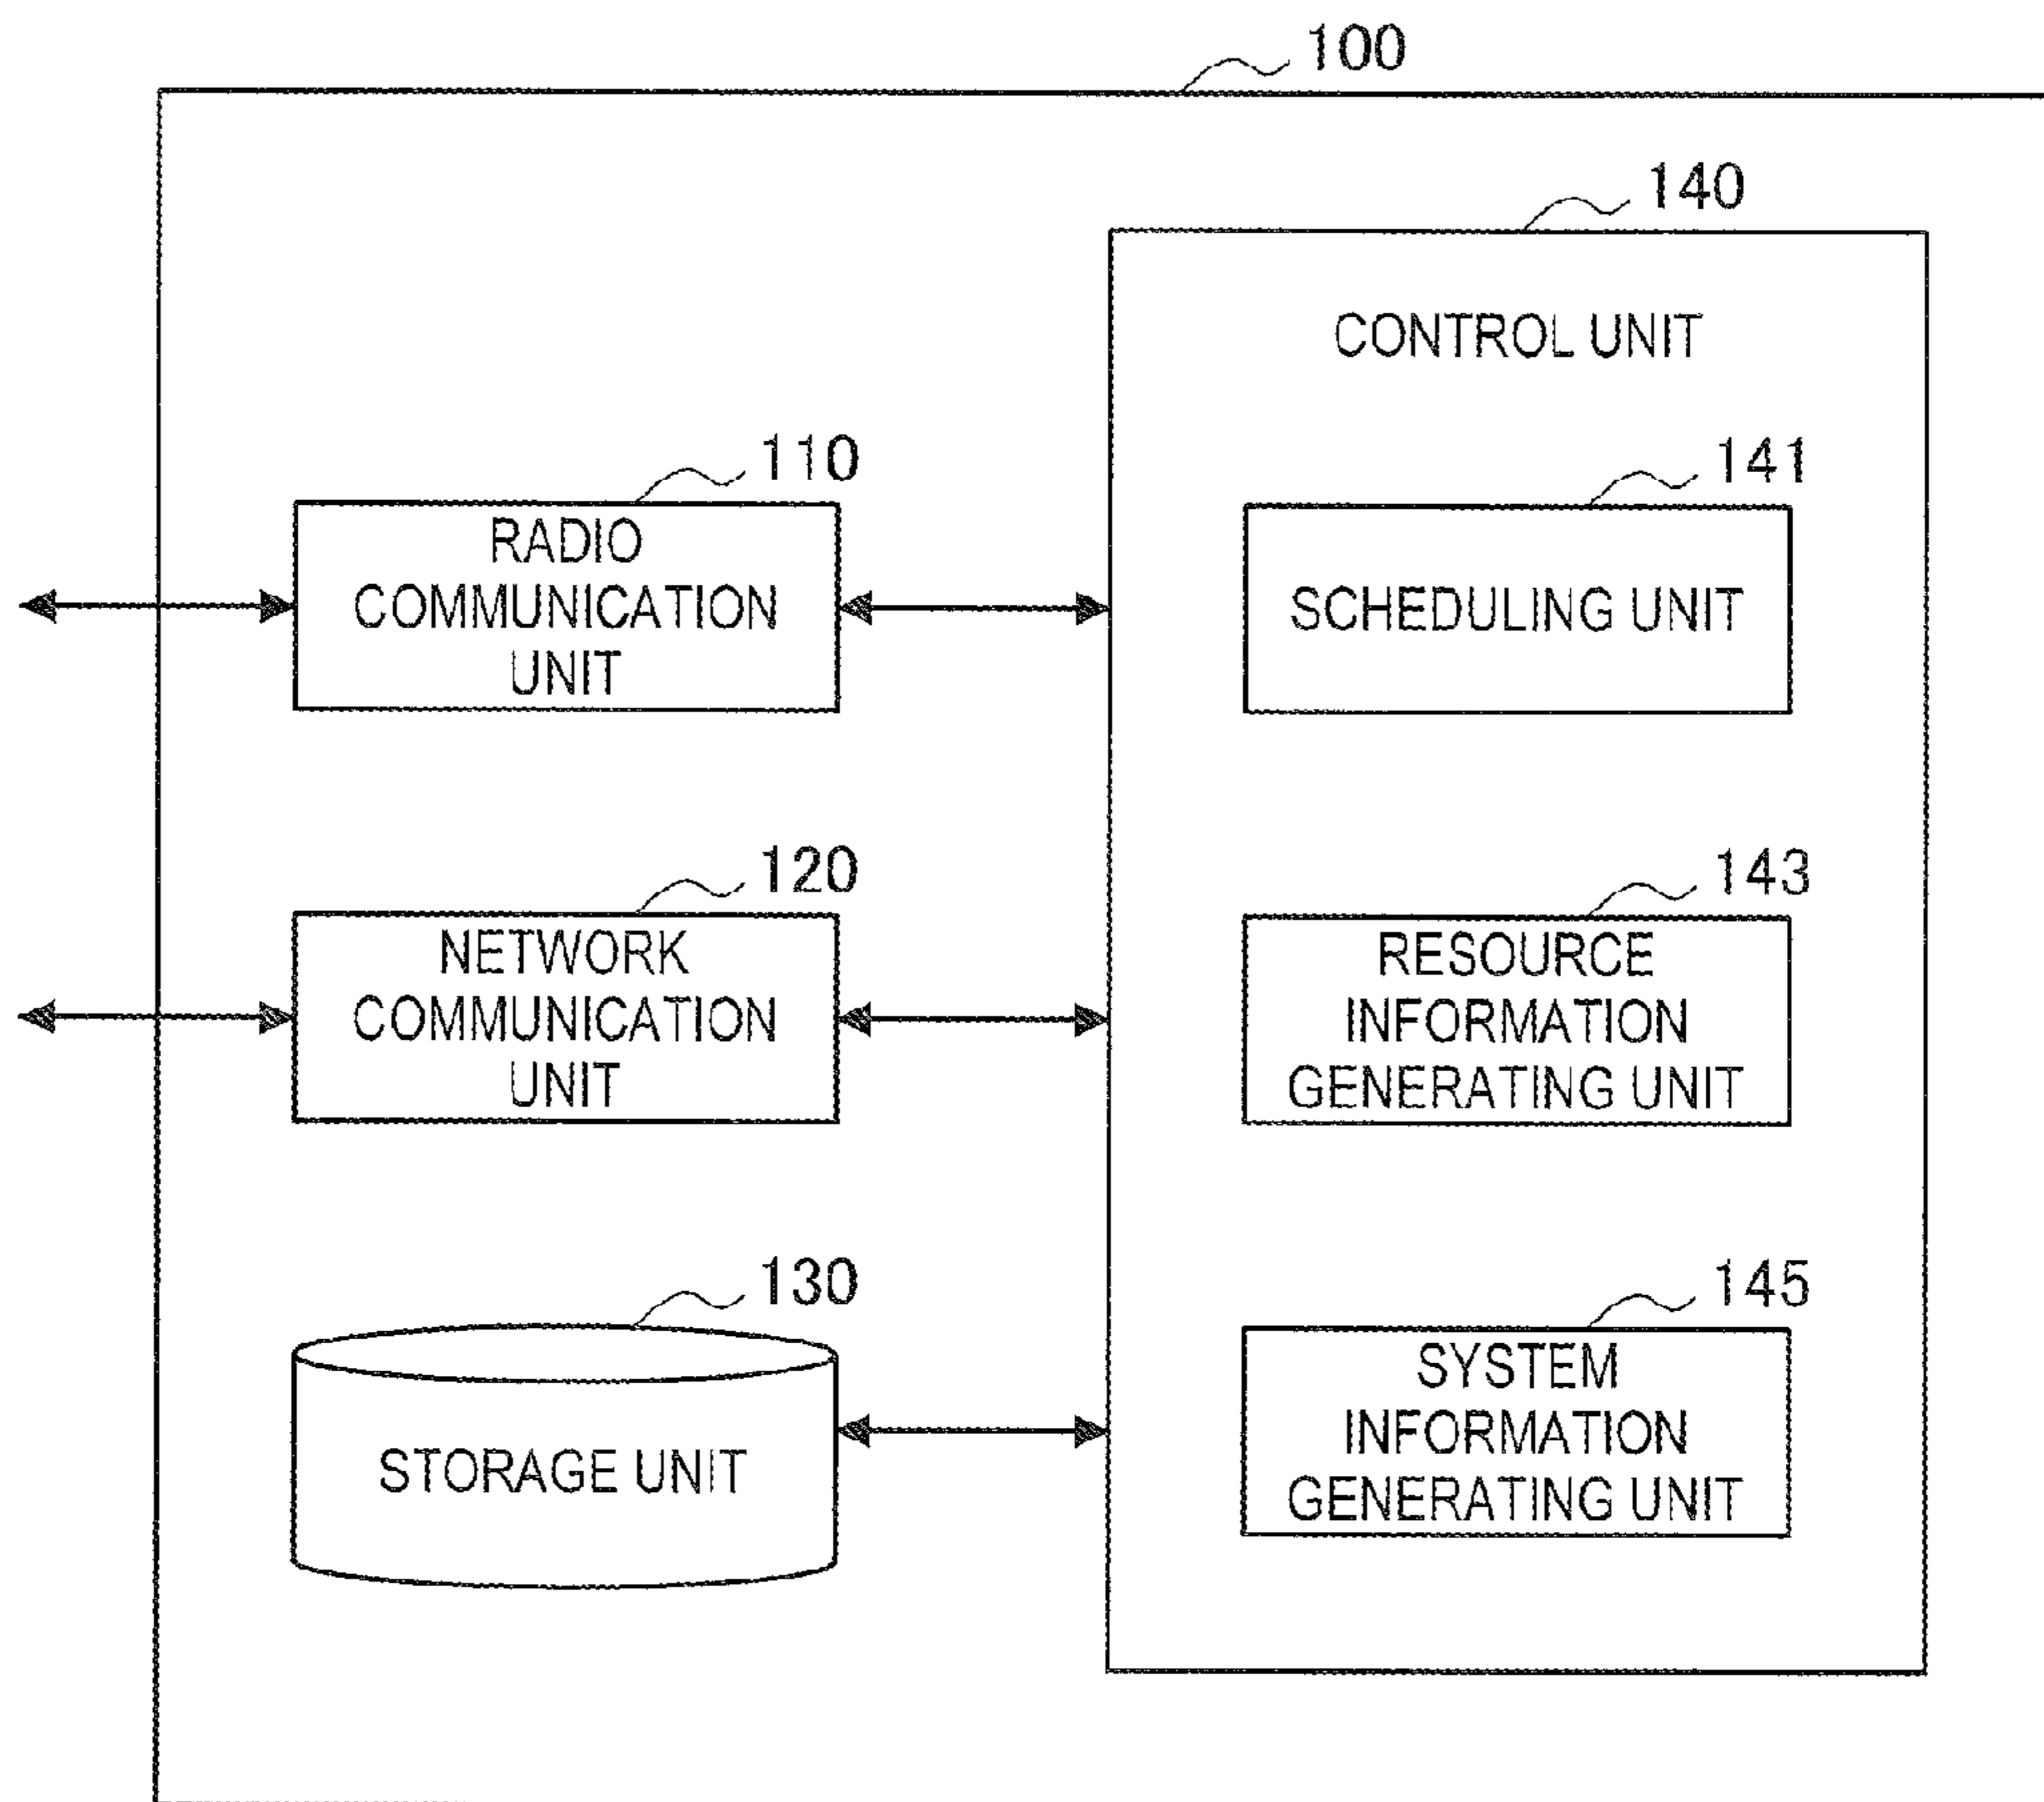 100
140
CONTROL UNIT
110
RADIO
COMMUNICATION
UNIT
141
SCHEDULING UNIT
120
NETWORK
COMMUNICATION
UNIT
143
RESOURCE
INFORMATION
GENERATING UNIT
130
STORAGE UNIT
145
SYSTEM
INFORMATION
GENERATING UNIT